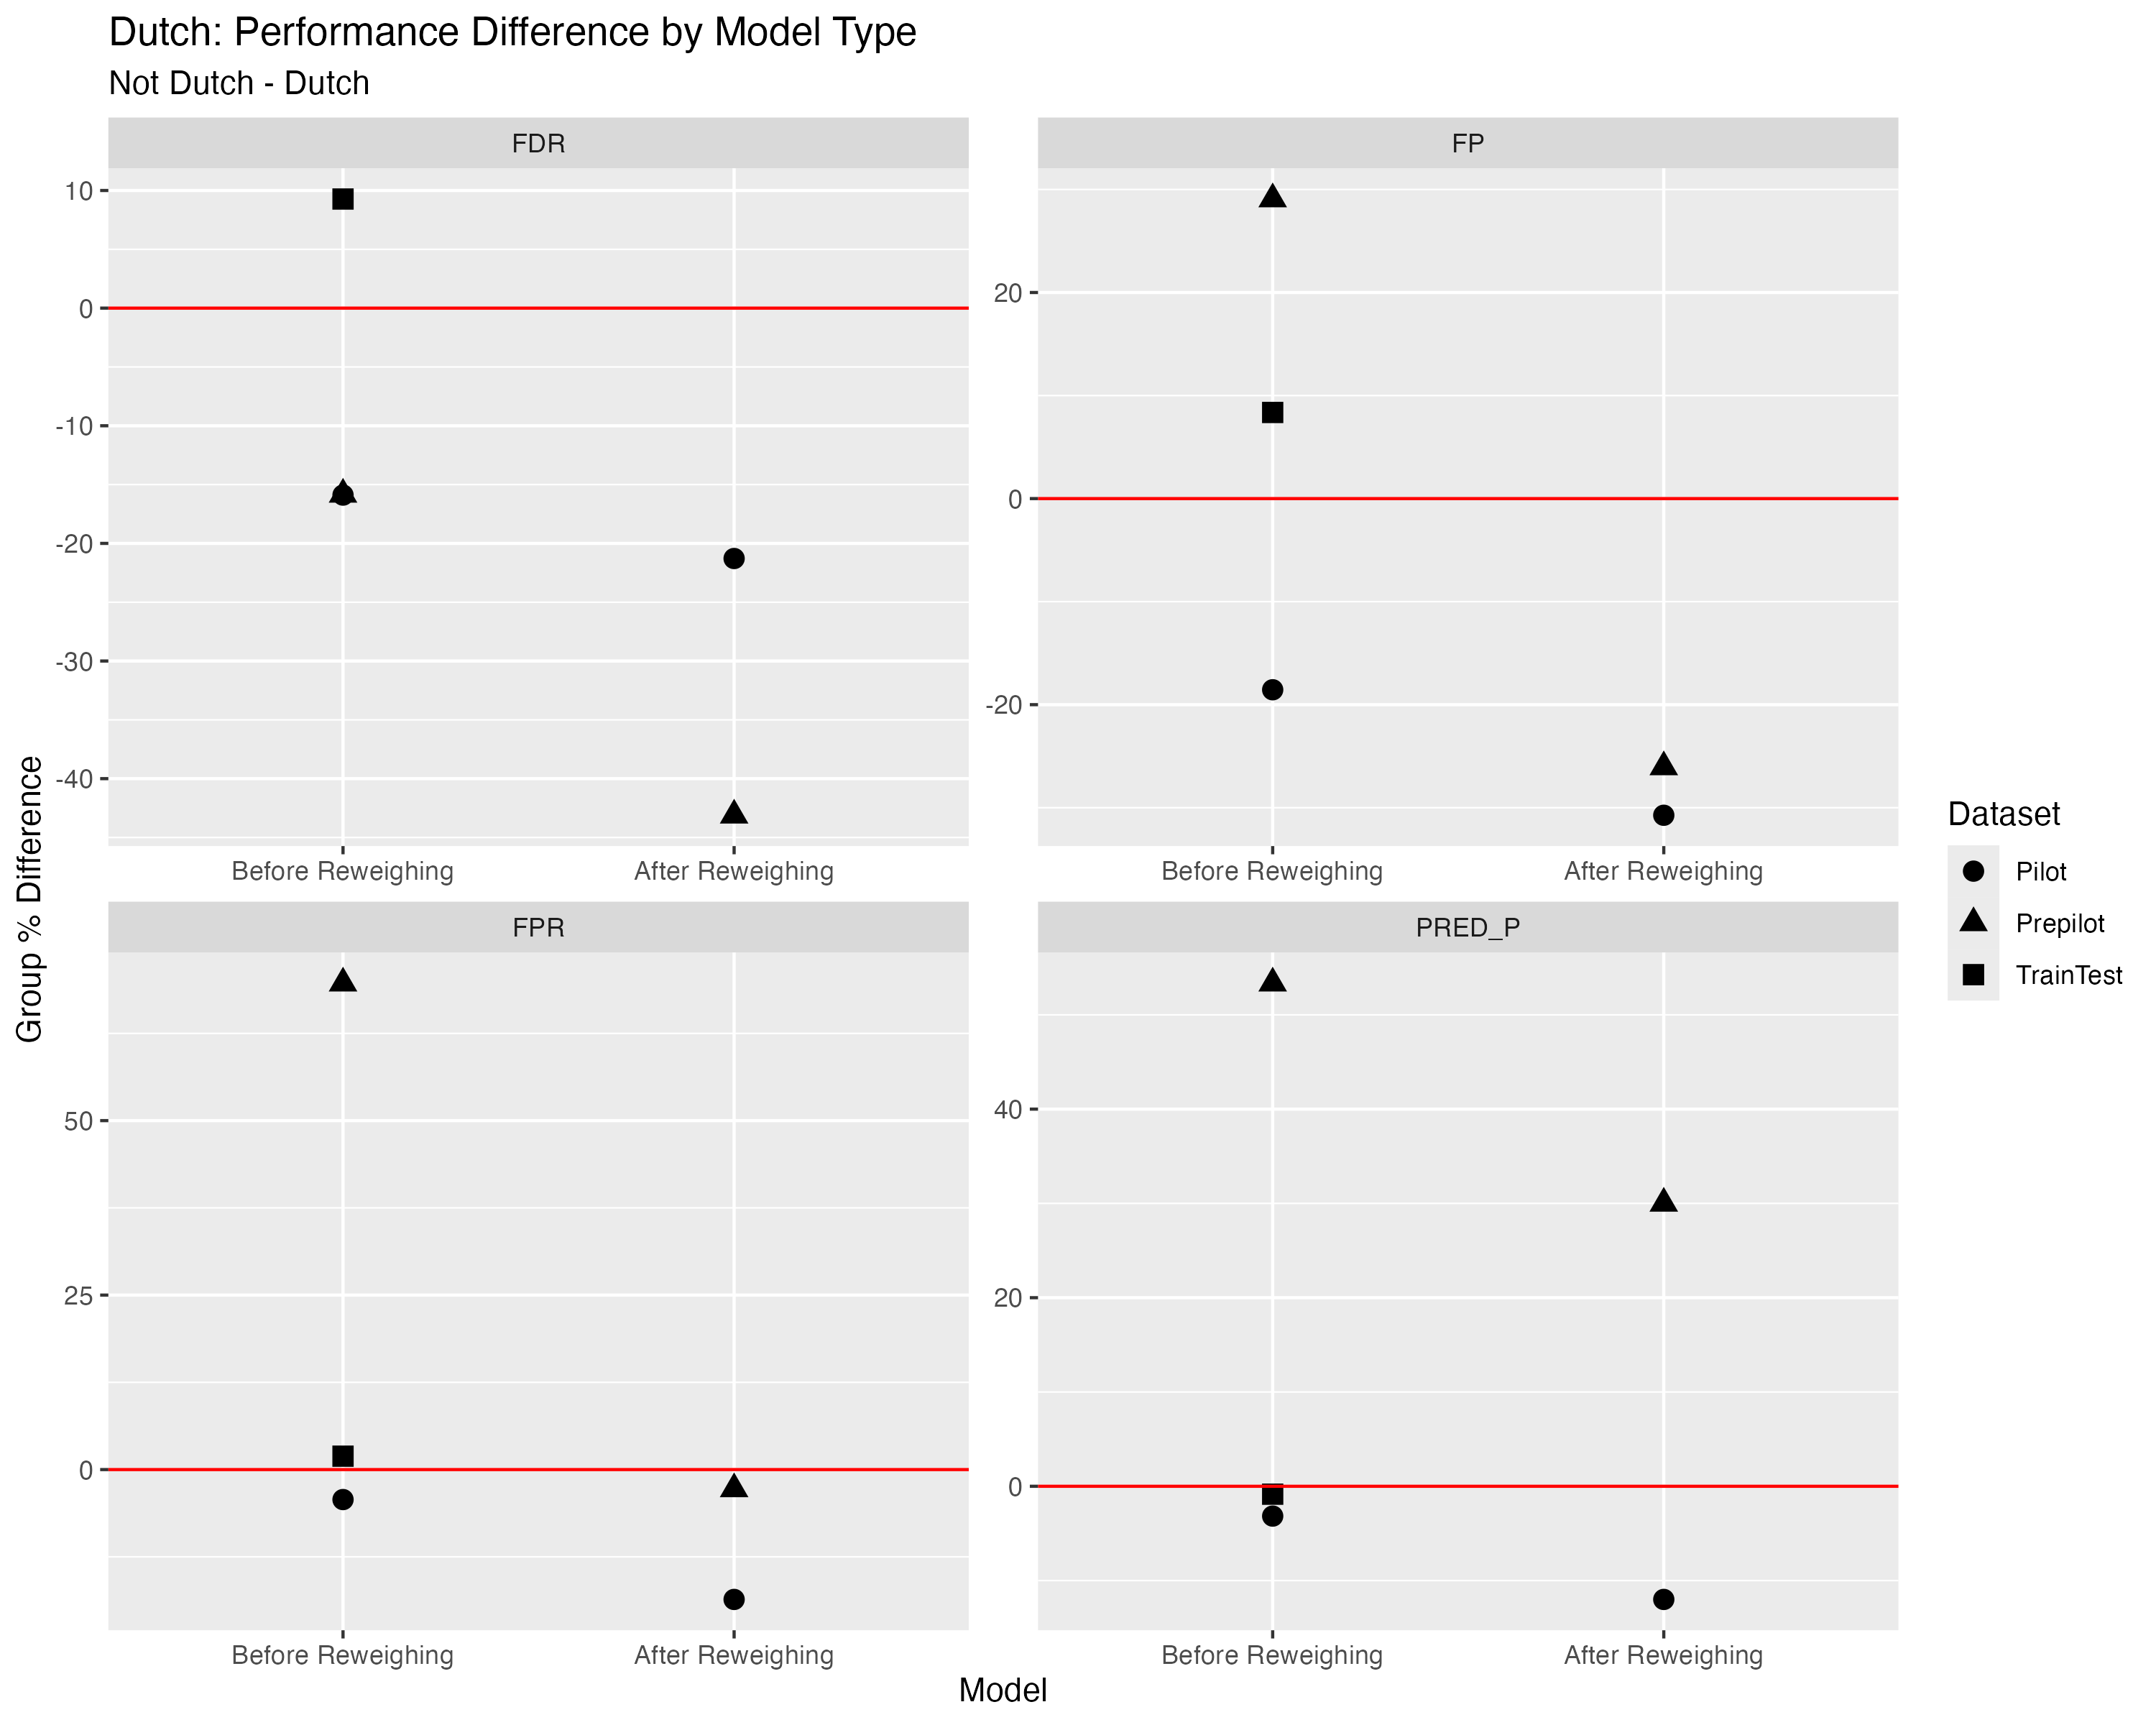 Dutch: Performance Difference by Model Type
Not Dutch - Dutch
FDR
10
0
-10
-20
-30
-40
Before Reweighing
After Reweighing
FP
20
0
-20
Before Reweighing
After Reweighing
FPR
50
25
0
Before Reweighing
After Reweighing
PRED_P
40
20
0
Before Reweighing
After Reweighing
Group % Difference
Model
Dataset
Pilot
Prepilot
TrainTest